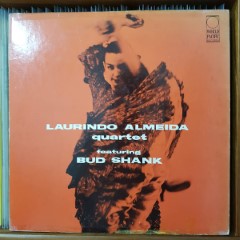 LAURINDO ALMEIDA
quartet
featuring
BUD SHANK